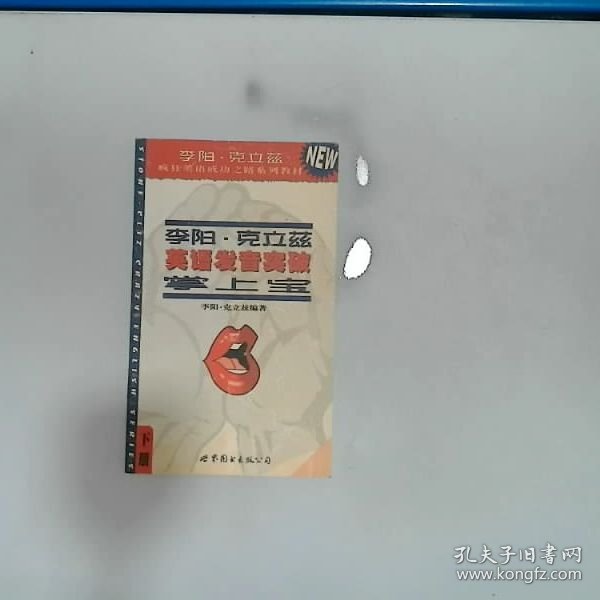 李阳·克立兹
疯狂英语成功之路系列教材
NEW
李阳·克立兹
英语发音突破
掌上宝
李阳·克立兹编著
STONE-CLIZ CRAZY ENGLISH SERIES
下册
世界图书出版公司
孔夫子旧书网
www.kongfz.com